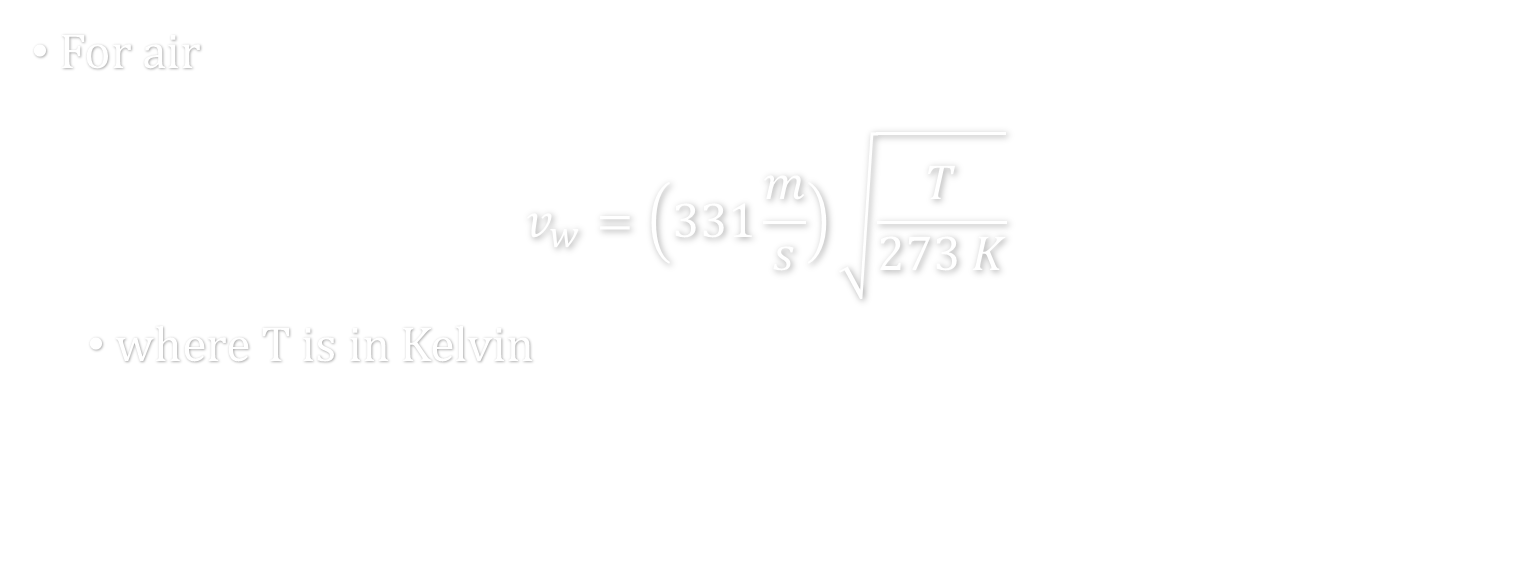 • For air
v_w = (331 m/s) √(T / 273 K)
• where T is in Kelvin